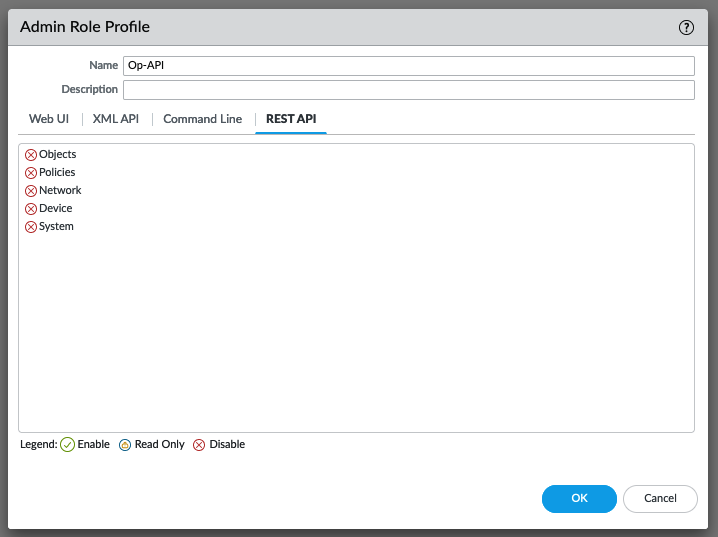 Admin Role Profile
Name Op-API
Description
Web UI XML API Command Line REST API
Objects
Policies
Network
Device
System
Legend: Enable Read Only Disable
OK Cancel